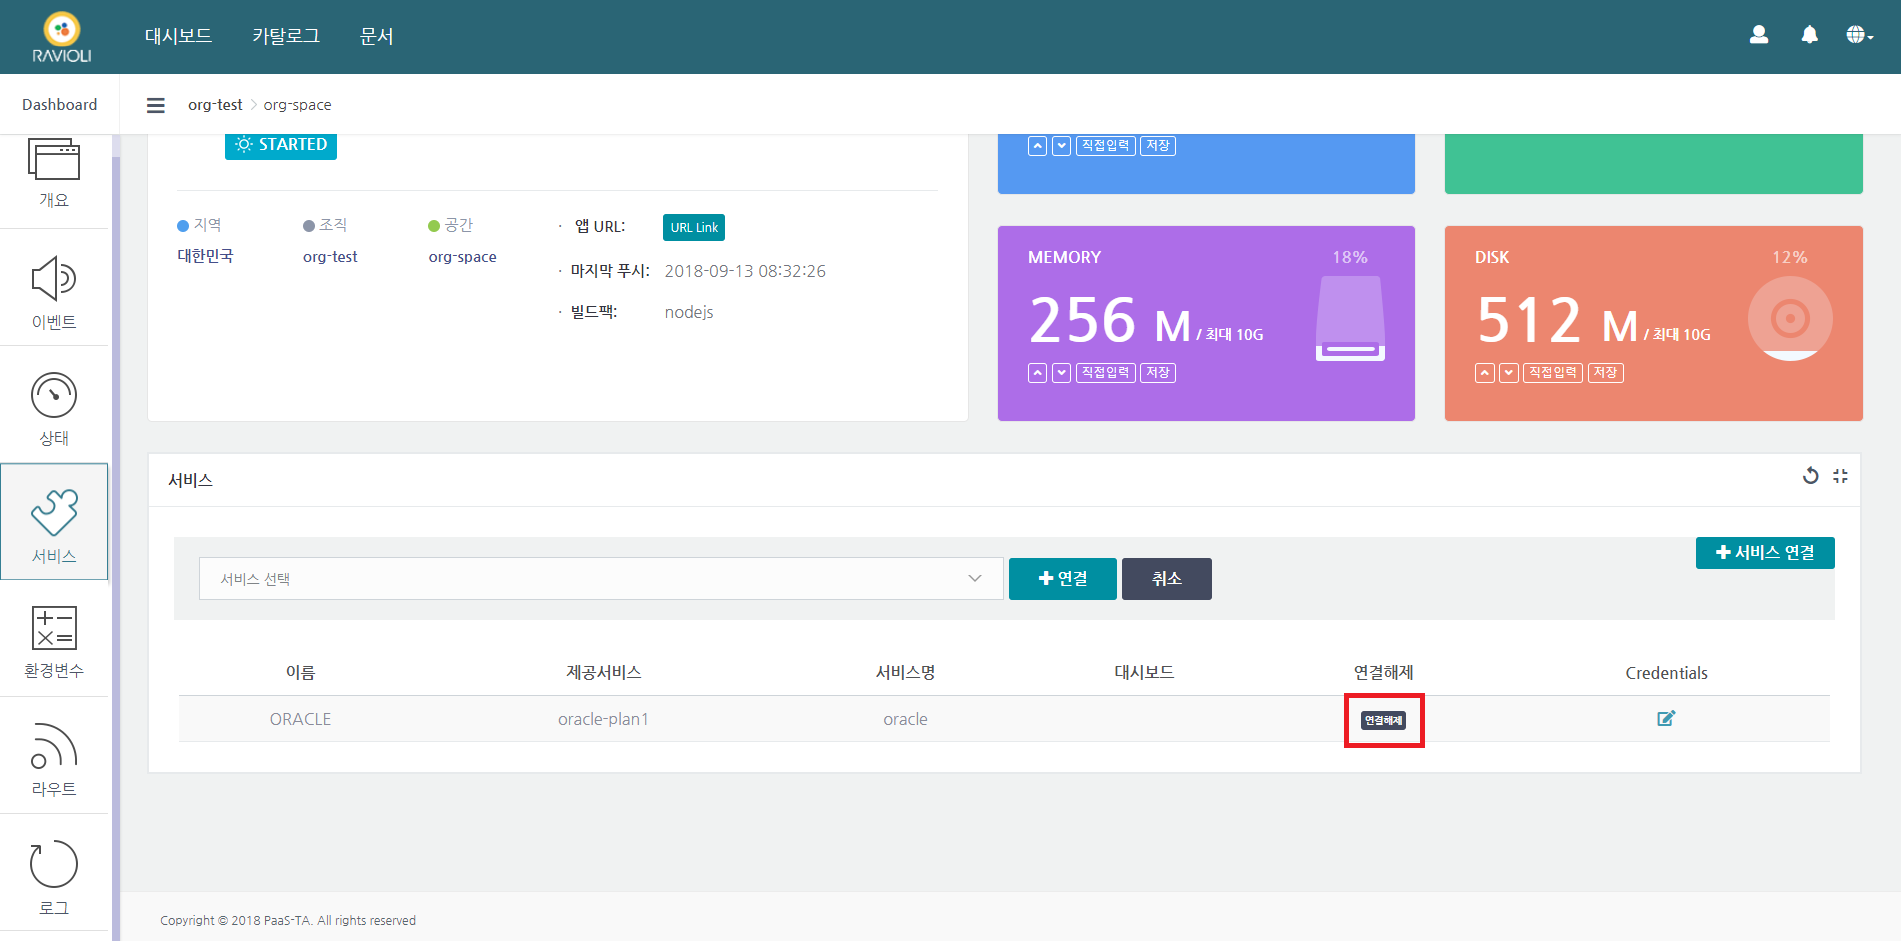 RAVIOLI
대시보드 카탈로그 문서
Dashboard
org-test > org-space
개요
이벤트
상태
서비스
환경변수
라우트
로그
STARTED
지역 조직 공간
대한민국 org-test org-space
· 앱 URL: URL Link
· 마지막 푸시: 2018-09-13 08:32:26
· 빌드팩: nodejs
직접입력 저장
MEMORY 18%
256 M / 최대 10G
직접입력 저장
DISK 12%
512 M / 최대 10G
직접입력 저장
서비스
서비스 연결
서비스 선택 연결 취소
이름 제공서비스 서비스명 대시보드 연결해제 Credentials
ORACLE oracle-plan1 oracle 연결해제
Copyright © 2018 PaaS-TA. All rights reserved